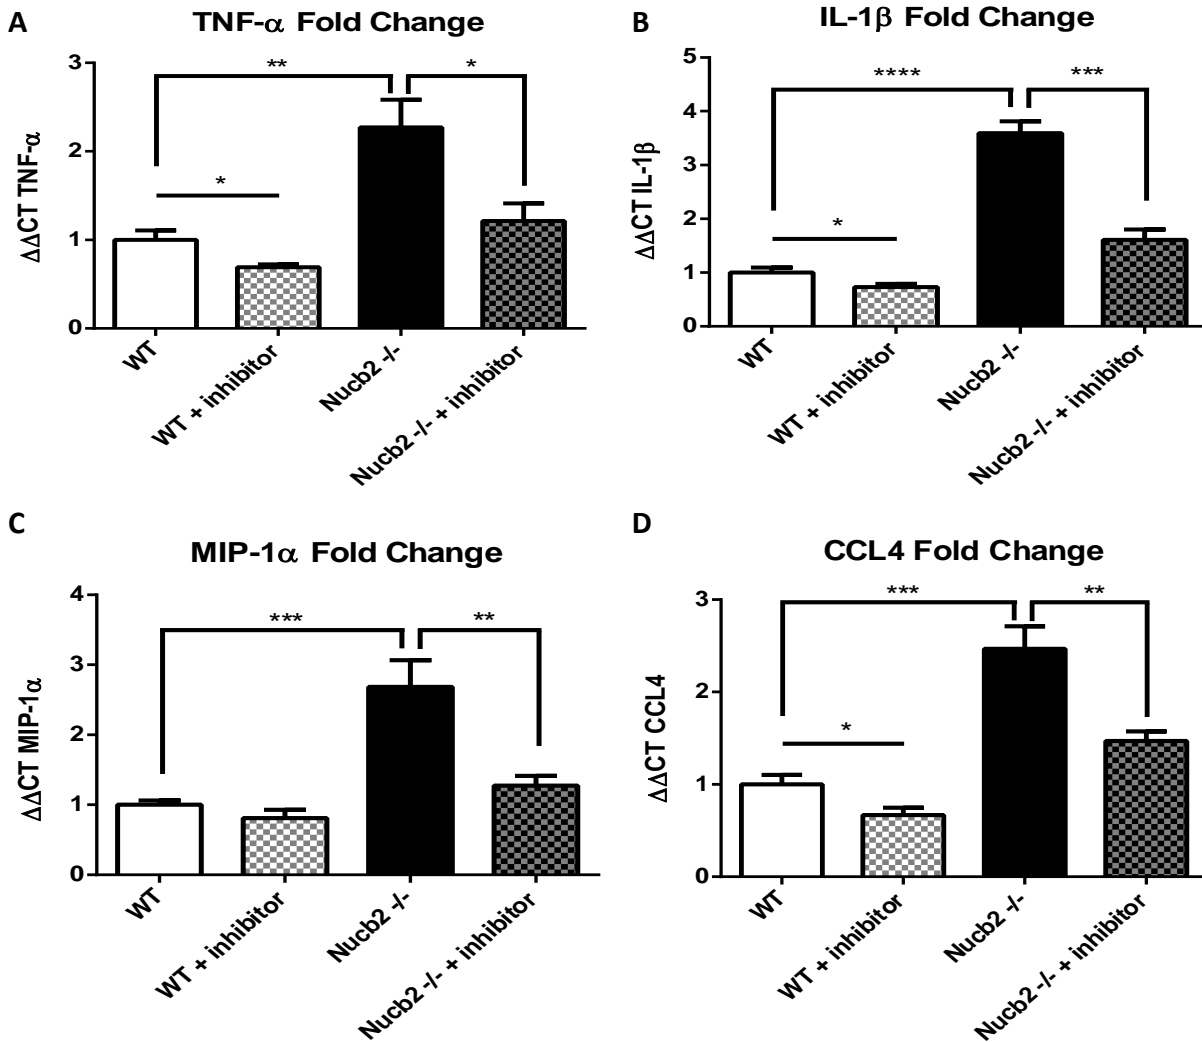 A
TNF-α Fold Change
ΔΔCT TNF-α
3
2
1
0
**
*
*
WT
WT + inhibitor
Nucb2 -/-
Nucb2 -/- + inhibitor
B
IL-1β Fold Change
ΔΔCT IL-1β
5
4
3
2
1
0
****
***
*
WT
WT + inhibitor
Nucb2 -/-
Nucb2 -/- + inhibitor
C
MIP-1α Fold Change
ΔΔCT MIP-1α
4
3
2
1
0
***
**
WT
WT + inhibitor
Nucb2 -/-
Nucb2 -/- + inhibitor
D
CCL4 Fold Change
ΔΔCT CCL4
3
2
1
0
***
**
*
WT
WT + inhibitor
Nucb2 -/-
Nucb2 -/- + inhibitor